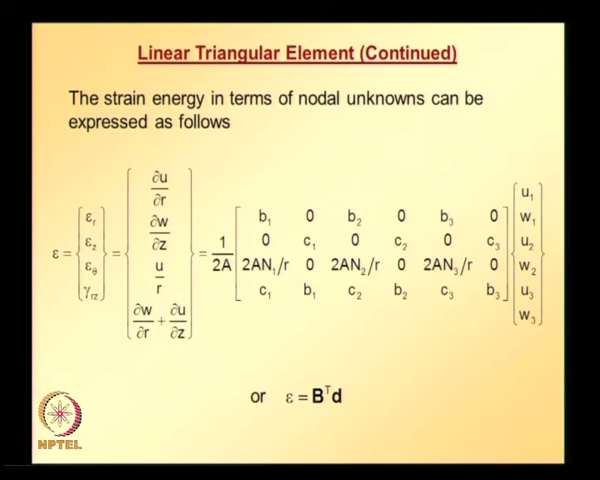 Linear Triangular Element (Continued)
The strain energy in terms of nodal unknowns can be
expressed as follows
ε = { ε_r ; ε_z ; ε_θ ; γ_rz } = { ∂u/∂r ; ∂w/∂z ; u/r ; ∂w/∂r + ∂u/∂z } = 1/2A [ b₁ 0 b₂ 0 b₃ 0 ; 0 c₁ 0 c₂ 0 c₃ ; 2AN₁/r 0 2AN₂/r 0 2AN₃/r 0 ; c₁ b₁ c₂ b₂ c₃ b₃ ] { u₁ ; w₁ ; u₂ ; w₂ ; u₃ ; w₃ }
or ε = Bᵀd
NPTEL